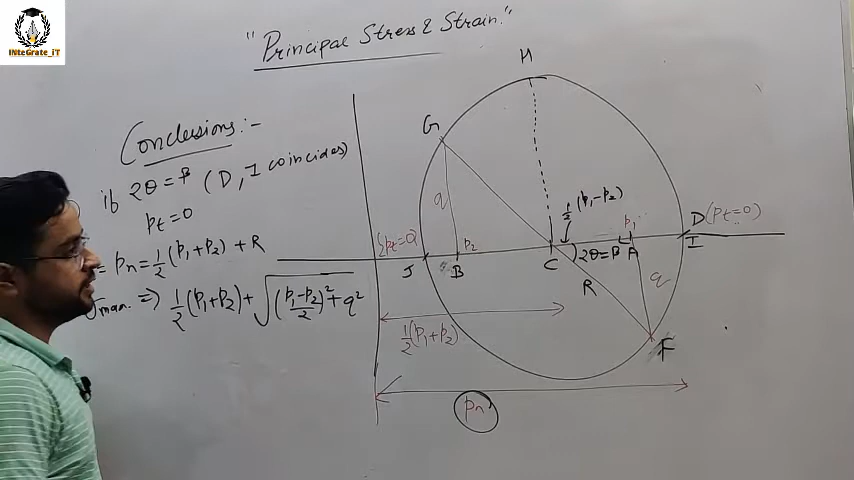 INteGrate_iT
"Principal Stress & Strain."
Conclusions:-
if 2θ = β (D, I coincides)
pt = 0
= pn = 1/2 (p1 + p2) + R
σman. => 1/2 (p1 + p2) + √((p1 - p2)/2)² + q²
H
G
q
p2
{pt = 0
J
B
C
1/2 (p1 - p2)
2θ = β
p1
A
D (pt = 0)
I
R
q
F
1/2 (p1 + p2)
pn